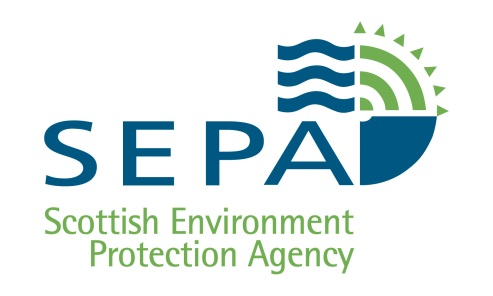 SEPA
Scottish Environment
Protection Agency